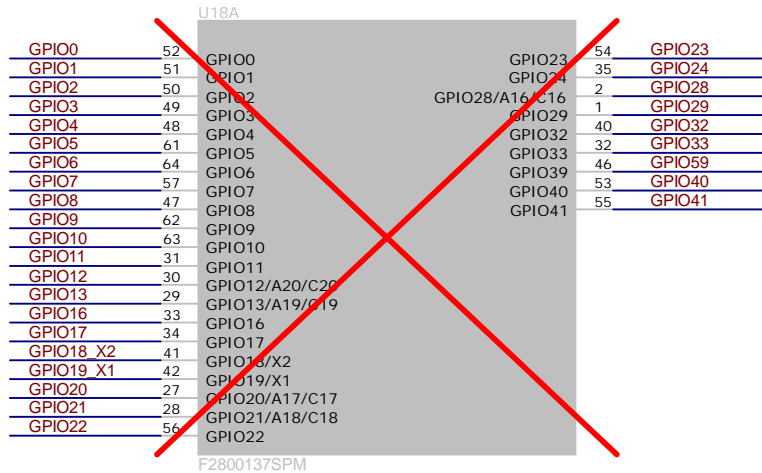 U18A
GPIO0 52 GPIO0
GPIO1 51 GPIO1
GPIO2 50 GPIO2
GPIO3 49 GPIO3
GPIO4 48 GPIO4
GPIO5 61 GPIO5
GPIO6 64 GPIO6
GPIO7 57 GPIO7
GPIO8 47 GPIO8
GPIO9 62 GPIO9
GPIO10 63 GPIO10
GPIO11 31 GPIO11
GPIO12 30 GPIO12/A20/C20
GPIO13 29 GPIO13/A19/C19
GPIO16 33 GPIO16
GPIO17 34 GPIO17
GPIO18_X2 41 GPIO18/X2
GPIO19_X1 42 GPIO19/X1
GPIO20 27 GPIO20/A17/C17
GPIO21 28 GPIO21/A18/C18
GPIO22 56 GPIO22
GPIO23 54 GPIO23
GPIO24 35 GPIO24
GPIO28/A16/C16 2 GPIO28
GPIO29 1 GPIO29
GPIO32 40 GPIO32
GPIO33 32 GPIO33
GPIO39 46 GPIO59
GPIO40 53 GPIO40
GPIO41 55 GPIO41
F2800137SPM